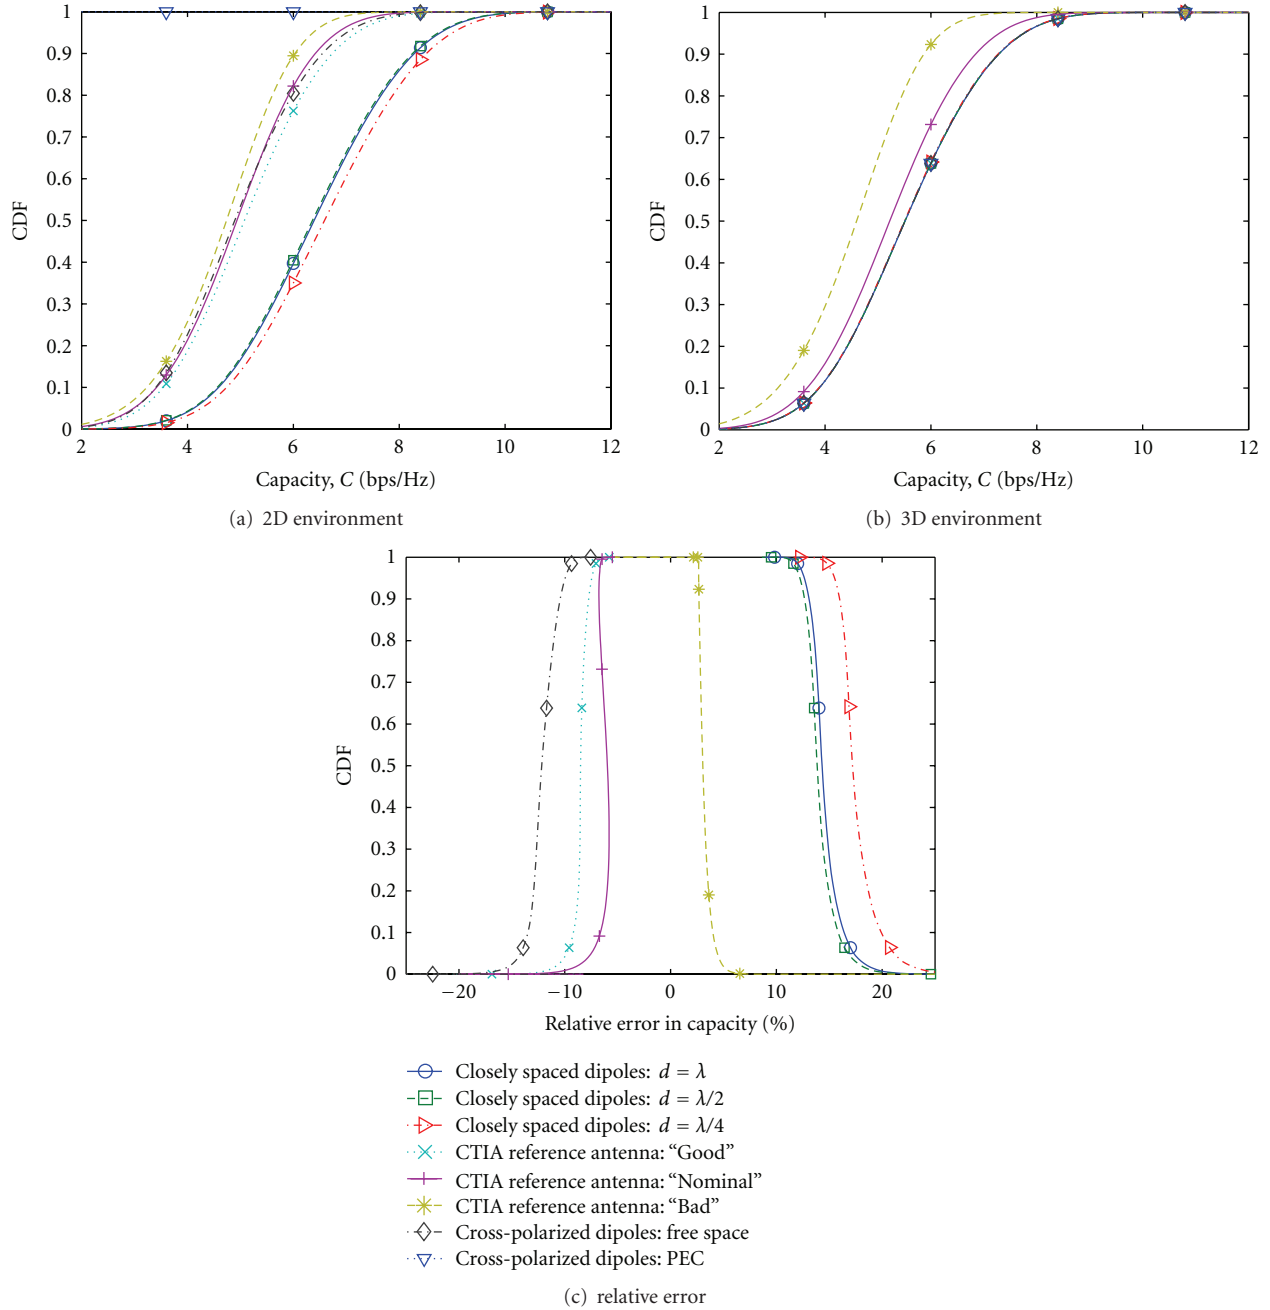 1
0.9
0.8
0.7
0.6
0.5
0.4
0.3
0.2
0.1
0
CDF
2 4 6 8 10 12
Capacity, C (bps/Hz)
(a) 2D environment
1
0.9
0.8
0.7
0.6
0.5
0.4
0.3
0.2
0.1
0
CDF
2 4 6 8 10 12
Capacity, C (bps/Hz)
(b) 3D environment
1
0.9
0.8
0.7
0.6
0.5
0.4
0.3
0.2
0.1
0
CDF
−20 −10 0 10 20
Relative error in capacity (%)
Closely spaced dipoles: d = λ
Closely spaced dipoles: d = λ/2
Closely spaced dipoles: d = λ/4
CTIA reference antenna: “Good”
CTIA reference antenna: “Nominal”
CTIA reference antenna: “Bad”
Cross-polarized dipoles: free space
Cross-polarized dipoles: PEC
(c) relative error